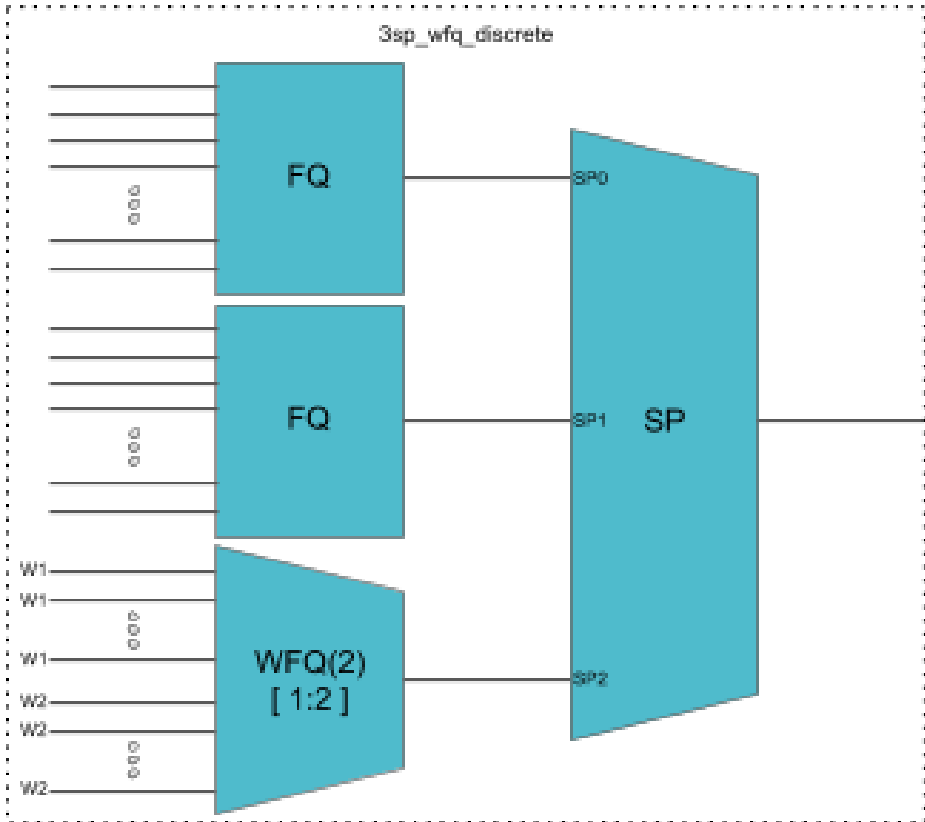 3sp_wfq_discrete
FQ
SP0
FQ
SP1
SP
W1
W1
W1
WFQ(2)
[ 1:2 ]
SP2
W2
W2
W2